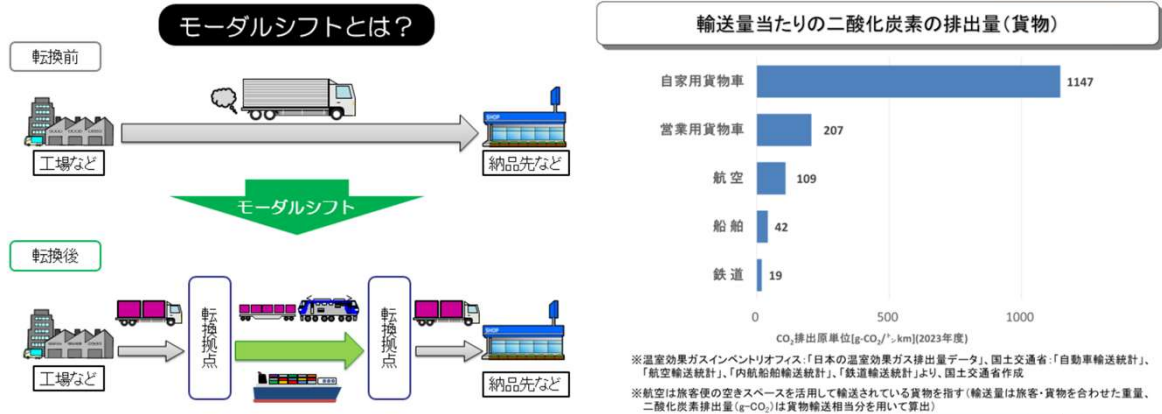 モーダルシフトとは？
転換前
SHOP
工場など
納品先など
モーダルシフト
転換後
転換拠点
転換拠点
SHOP
工場など
納品先など
輸送量当たりの二酸化炭素の排出量（貨物）
自家用貨物車 1147
営業用貨物車 207
航空 109
船舶 42
鉄道 19
0 500 1000
CO₂排出原単位[g-CO₂/㌧km](2023年度)
※温室効果ガスインベントリオフィス：「日本の温室効果ガス排出量データ」、国土交通省：「自動車輸送統計」、
「航空輸送統計」、「内航船舶輸送統計」、「鉄道輸送統計」より、国土交通省作成
※航空は旅客便の空きスペースを活用して輸送されている貨物を指す（輸送量は旅客・貨物を合わせた重量、
二酸化炭素排出量（g-CO₂）は貨物輸送相当分を用いて算出）